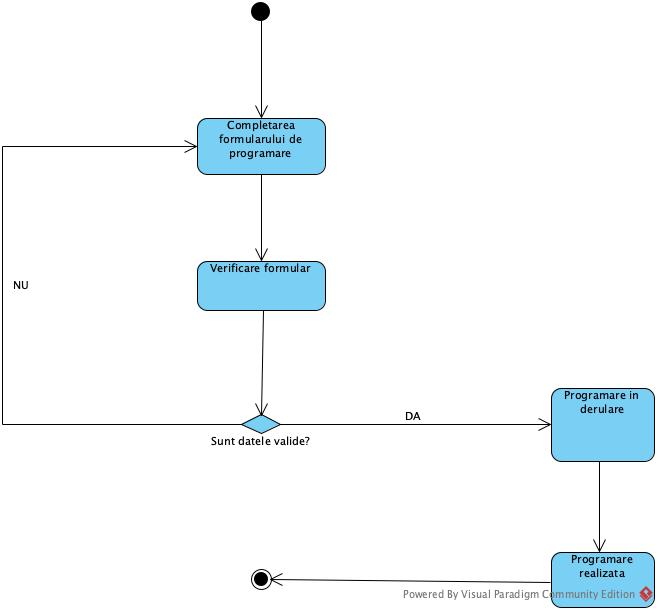 Completarea
formularului de
programare
Verificare formular
NU
Sunt datele valide?
DA
Programare in
derulare
Programare
realizata
Powered By Visual Paradigm Community Edition